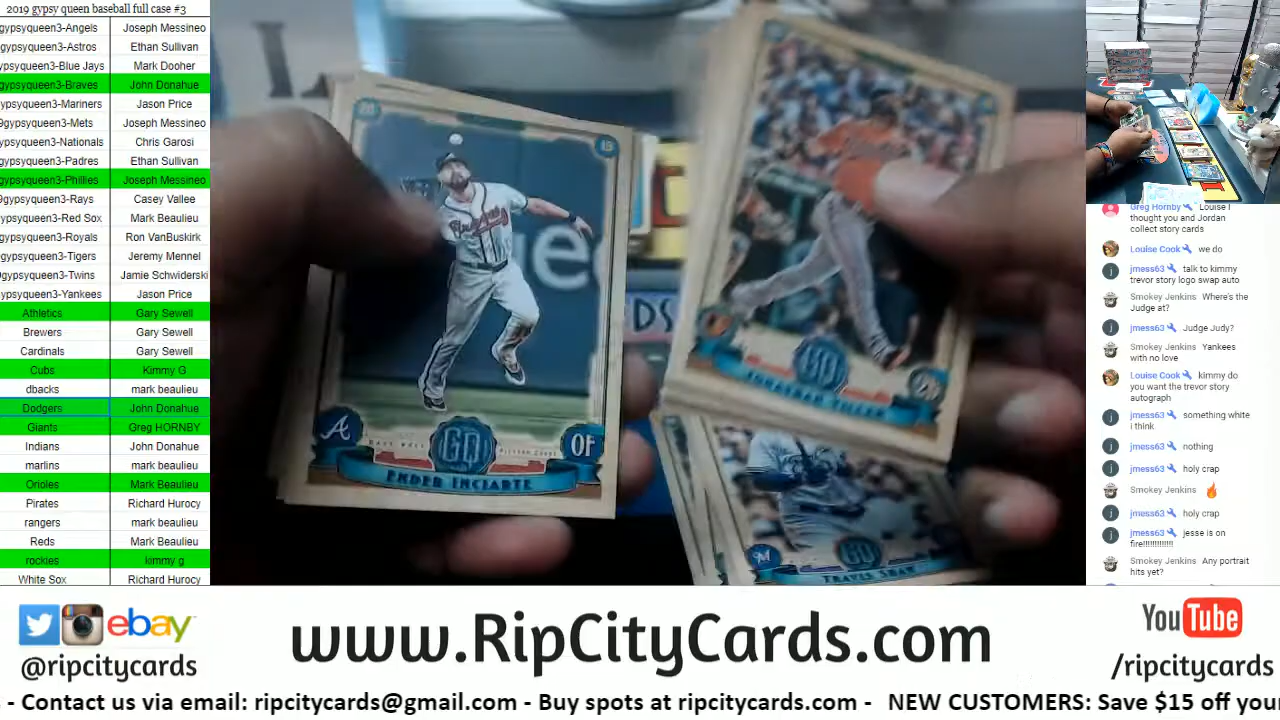 2019 gypsy queen baseball full case #3
gypsyqueen3-Angels Joseph Messineo
gypsyqueen3-Astros Ethan Sullivan
gypsyqueen3-Blue Jays Mark Dooher
gypsyqueen3-Braves John Donahue
gypsyqueen3-Mariners Jason Price
9gypsyqueen3-Mets Joseph Messineo
gypsyqueen3-Nationals Chris Garosi
gypsyqueen3-Padres Ethan Sullivan
gypsyqueen3-Phillies Joseph Messineo
9gypsyqueen3-Rays Casey Vallee
gypsyqueen3-Red Sox Mark Beaulieu
gypsyqueen3-Royals Ron VanBuskirk
gypsyqueen3-Tigers Jeremy Mennel
gypsyqueen3-Twins Jamie Schwiderski
ypsyqueen3-Yankees Jason Price
Athletics Gary Sewell
Brewers Gary Sewell
Cardinals Gary Sewell
Cubs Kimmy G
dbacks mark beaulieu
Dodgers John Donahue
Giants Greg HORNBY
Indians John Donahue
marlins mark beaulieu
Orioles Mark Beaulieu
Pirates Richard Hurocy
rangers mark beaulieu
Reds Mark Beaulieu
rockies kimmy g
White Sox Richard Hurocy
Braves
A
GQ
OF
ENDER INCIARTE
GQ
M
GQ
Greg Hornby Louise I
thought you and Jordan
collect story cards
Louise Cook we do
j jmess63 talk to kimmy
trevor story logo swap auto
Smokey Jenkins Where's the
Judge at?
j jmess63 Judge Judy?
Smokey Jenkins Yankees
with no love
Louise Cook kimmy do
you want the trevor story
autograph
j jmess63 something white
i think
j jmess63 nothing
j jmess63 holy crap
Smokey Jenkins
j jmess63 holy crap
j jmess63 jesse is on
fire!!!!!!!!!!!!!
Smokey Jenkins Any portrait
hits yet?
ebay
@ripcitycards
www.RipCityCards.com
YouTube
/ripcitycards
- Contact us via email: ripcitycards@gmail.com - Buy spots at ripcitycards.com - NEW CUSTOMERS: Save $15 off your